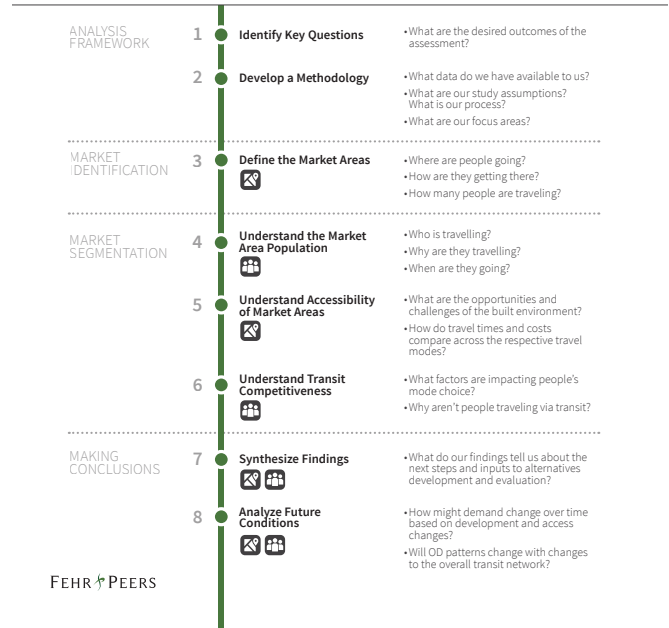 ANALYSIS
FRAMEWORK
1
Identify Key Questions
•What are the desired outcomes of the
assessment?
2
Develop a Methodology
•What data do we have available to us?
•What are our study assumptions?
What is our process?
•What are our focus areas?
MARKET
IDENTIFICATION
3
Define the Market Areas
•Where are people going?
•How are they getting there?
•How many people are traveling?
MARKET
SEGMENTATION
4
Understand the Market
Area Population
•Who is travelling?
•Why are they travelling?
•When are they going?
5
Understand Accessibility
of Market Areas
•What are the opportunities and
challenges of the built environment?
•How do travel times and costs
compare across the respective travel
modes?
6
Understand Transit
Competitiveness
•What factors are impacting people's
mode choice?
•Why aren't people traveling via transit?
MAKING
CONCLUSIONS
7
Synthesize Findings
•What do our findings tell us about the
next steps and inputs to alternatives
development and evaluation?
8
Analyze Future
Conditions
•How might demand change over time
based on development and access
changes?
•Will OD patterns change with changes
to the overall transit network?
FEHR PEERS